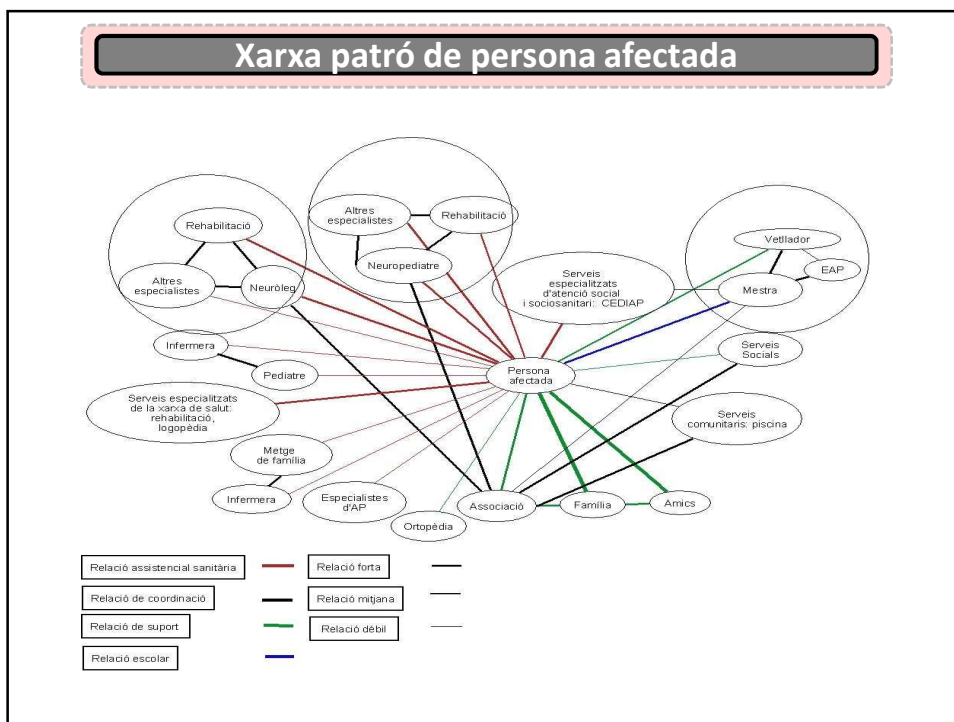 Xarxa patró de persona afectada
Rehabilitació
Altres
especialistes
Neuròleg
Altres
especialistes
Rehabilitació
Neuropediatre
Serveis
especialitzats
d'atenció social
i sociosanitari: CEDIAP
Vetllador
EAP
Mestra
Infermera
Pediatre
Persona
afectada
Serveis
Socials
Serveis especialitzats
de la xarxa de salut:
rehabilitació,
logopèdia
Serveis
comunitaris: piscina
Metge
de família
Infermera
Especialistes
d'AP
Ortopèdia
Associació
Família
Amics
Relació assistencial sanitària
Relació forta
Relació de coordinació
Relació mitjana
Relació de suport
Relació dèbil
Relació escolar